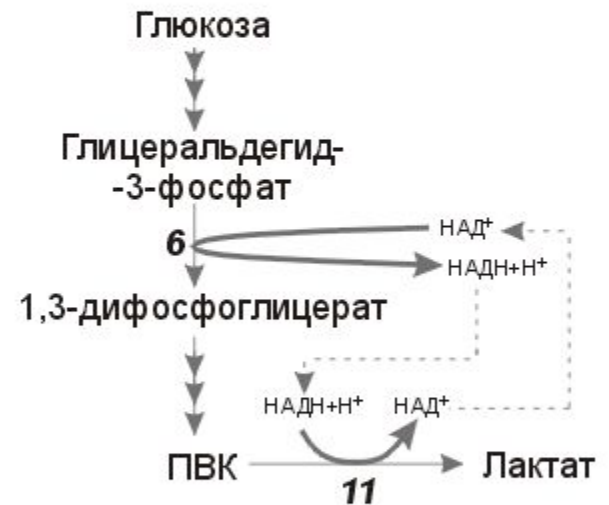 Глюкоза
Глицеральдегид-
-3-фосфат
6
НАД⁺
НАДН+Н⁺
1,3-дифосфоглицерат
НАДН+Н⁺ НАД⁺
ПВК
Лактат
11